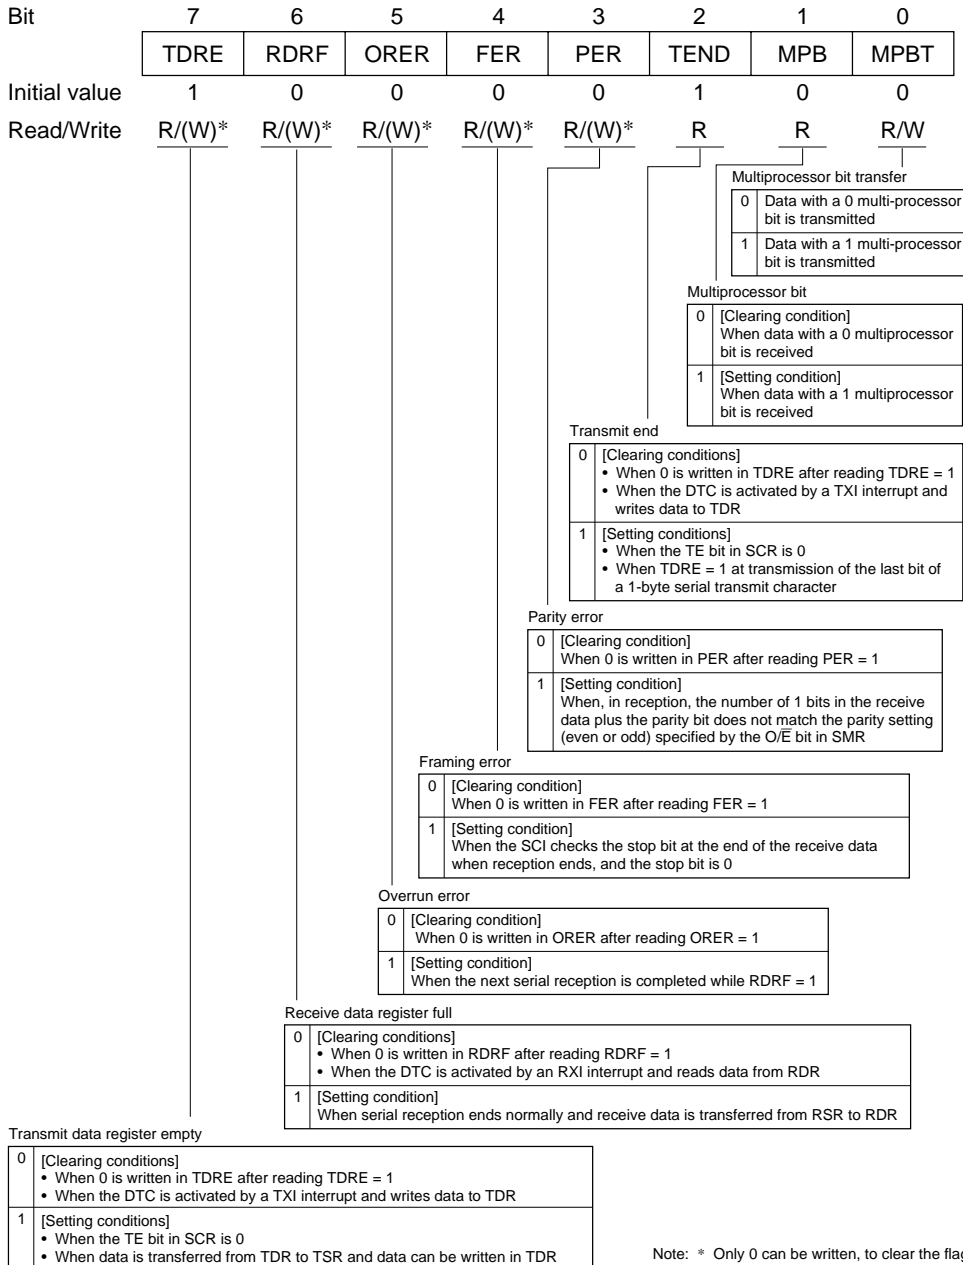 Bit 7 6 5 4 3 2 1 0
TDRE RDRF ORER FER PER TEND MPB MPBT
Initial value 1 0 0 0 0 1 0 0
Read/Write R/(W)* R/(W)* R/(W)* R/(W)* R/(W)* R R R/W
Multiprocessor bit transfer
0 Data with a 0 multi-processor
bit is transmitted
1 Data with a 1 multi-processor
bit is transmitted
Multiprocessor bit
0 [Clearing condition]
When data with a 0 multiprocessor
bit is received
1 [Setting condition]
When data with a 1 multiprocessor
bit is received
Transmit end
0 [Clearing conditions]
• When 0 is written in TDRE after reading TDRE = 1
• When the DTC is activated by a TXI interrupt and
writes data to TDR
1 [Setting conditions]
• When the TE bit in SCR is 0
• When TDRE = 1 at transmission of the last bit of
a 1-byte serial transmit character
Parity error
0 [Clearing condition]
When 0 is written in PER after reading PER = 1
1 [Setting condition]
When, in reception, the number of 1 bits in the receive
data plus the parity bit does not match the parity setting
(even or odd) specified by the O/E̅ bit in SMR
Framing error
0 [Clearing condition]
When 0 is written in FER after reading FER = 1
1 [Setting condition]
When the SCI checks the stop bit at the end of the receive data
when reception ends, and the stop bit is 0
Overrun error
0 [Clearing condition]
When 0 is written in ORER after reading ORER = 1
1 [Setting condition]
When the next serial reception is completed while RDRF = 1
Receive data register full
0 [Clearing conditions]
• When 0 is written in RDRF after reading RDRF = 1
• When the DTC is activated by an RXI interrupt and reads data from RDR
1 [Setting condition]
When serial reception ends normally and receive data is transferred from RSR to RDR
Transmit data register empty
0 [Clearing conditions]
• When 0 is written in TDRE after reading TDRE = 1
• When the DTC is activated by a TXI interrupt and writes data to TDR
1 [Setting conditions]
• When the TE bit in SCR is 0
• When data is transferred from TDR to TSR and data can be written in TDR
Note: * Only 0 can be written, to clear the flag